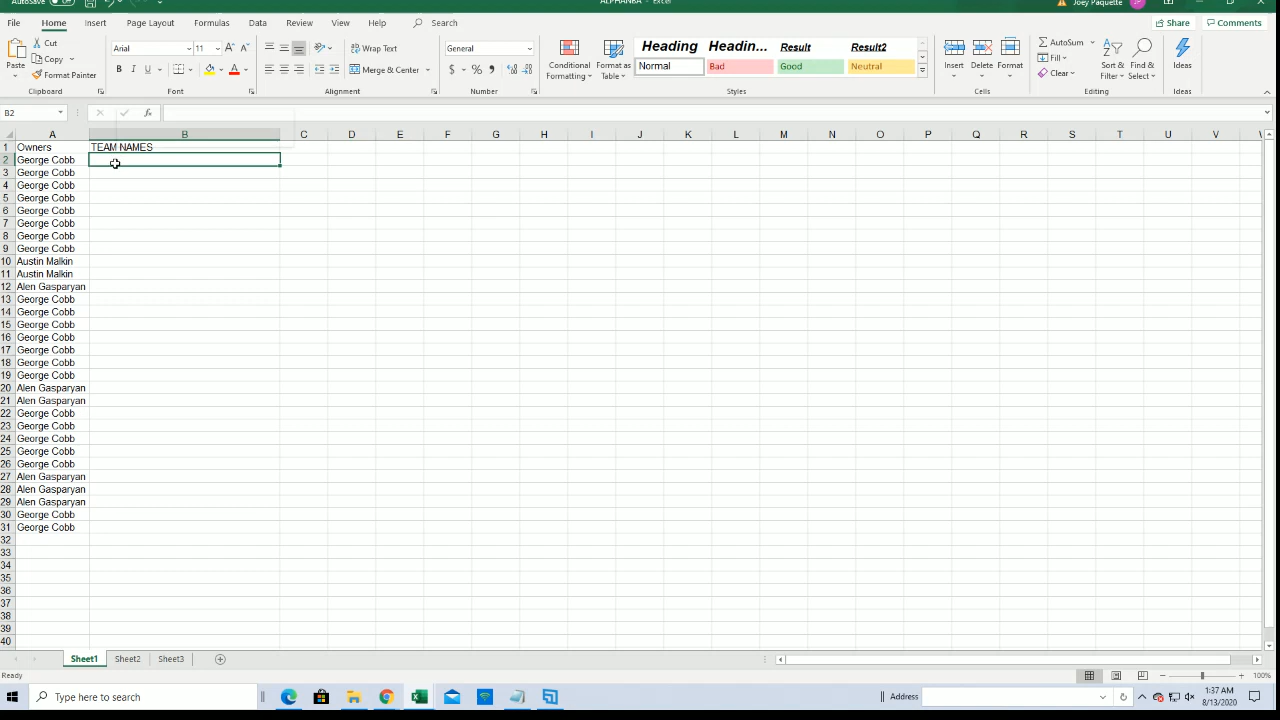 AutoSave
ALPHANBA - Excel
Joey Paquette
JP
File Home Insert Page Layout Formulas Data Review View Help Search
Share Comments
Paste
Cut
Copy
Format Painter
Clipboard
Arial 11
B I U
Font
Wrap Text
Merge & Center
Alignment
General
$ % ,
Number
Conditional Formatting
Format as Table
Heading Headin... Result Result2
Normal Bad Good Neutral
Styles
Insert Delete Format
Cells
AutoSum
Fill
Clear
Sort & Filter
Find & Select
Editing
Ideas
Ideas
B2 fx
A B C D E F G H I J K L M N O P Q R S T U V
1 Owners TEAM NAMES
2 George Cobb
3 George Cobb
4 George Cobb
5 George Cobb
6 George Cobb
7 George Cobb
8 George Cobb
9 George Cobb
10 Austin Malkin
11 Austin Malkin
12 Alen Gasparyan
13 George Cobb
14 George Cobb
15 George Cobb
16 George Cobb
17 George Cobb
18 George Cobb
19 George Cobb
20 Alen Gasparyan
21 Alen Gasparyan
22 George Cobb
23 George Cobb
24 George Cobb
25 George Cobb
26 George Cobb
27 Alen Gasparyan
28 Alen Gasparyan
29 Alen Gasparyan
30 George Cobb
31 George Cobb
32
33
34
35
36
37
38
39
40
Sheet1 Sheet2 Sheet3
Ready
100%
Type here to search
Address
1:37 AM
8/13/2020